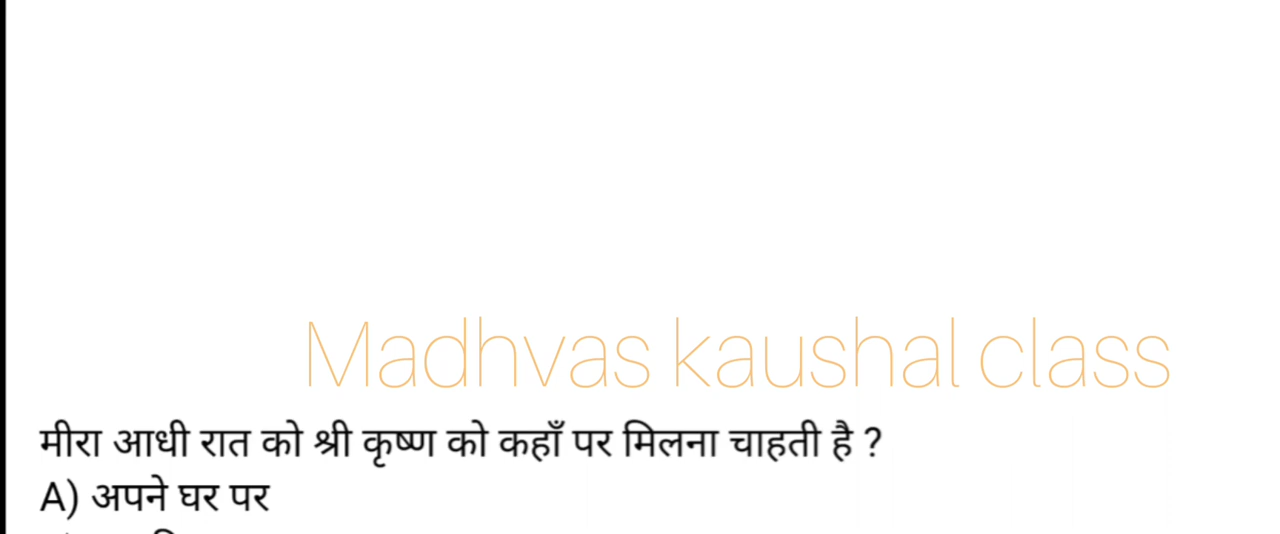 Madhvas kaushal class
मीरा आधी रात को श्री कृष्ण को कहाँ पर मिलना चाहती है ?
A) अपने घर पर